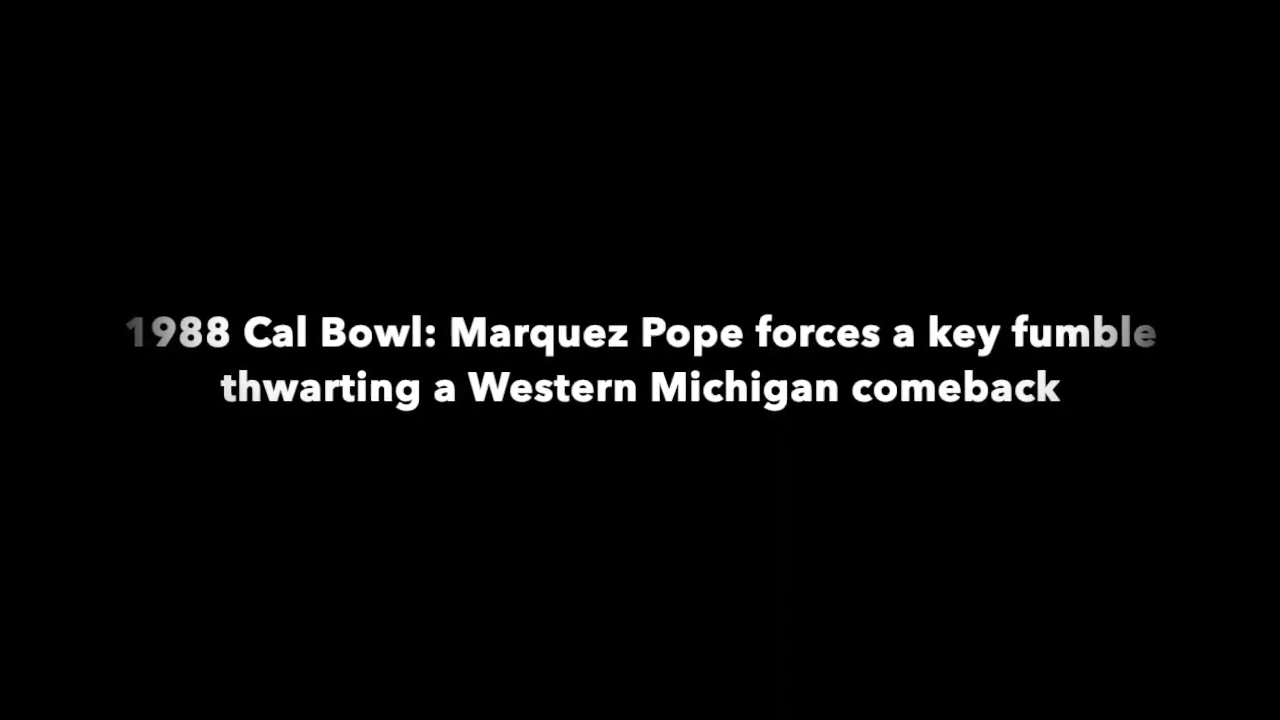 1988 Cal Bowl: Marquez Pope forces a key fumble
thwarting a Western Michigan comeback